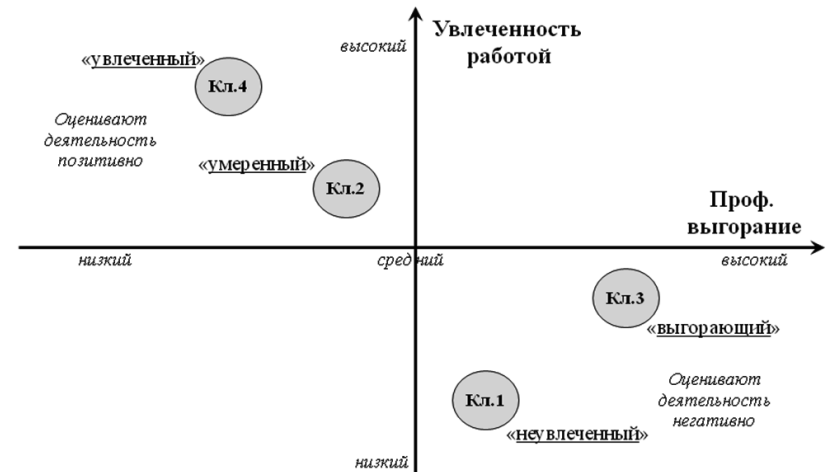 Увлеченность
работой
высокий
«увлеченный»
Кл.4
Оценивают
деятельность
позитивно
«умеренный»
Кл.2
Проф.
выгорание
низкий
средний
высокий
Кл.3
«выгорающий»
Оценивают
деятельность
негативно
Кл.1
«неувлеченный»
низкий